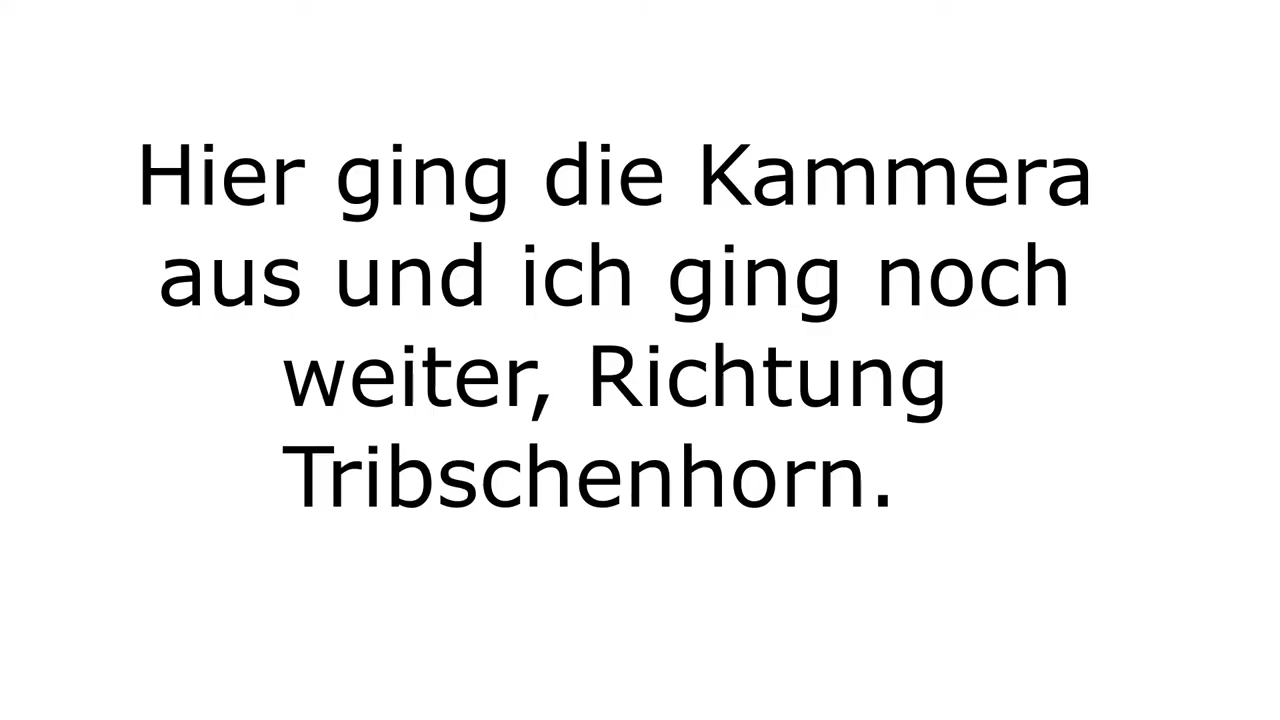 Hier ging die Kammera
aus und ich ging noch
weiter, Richtung
Tribschenhorn.